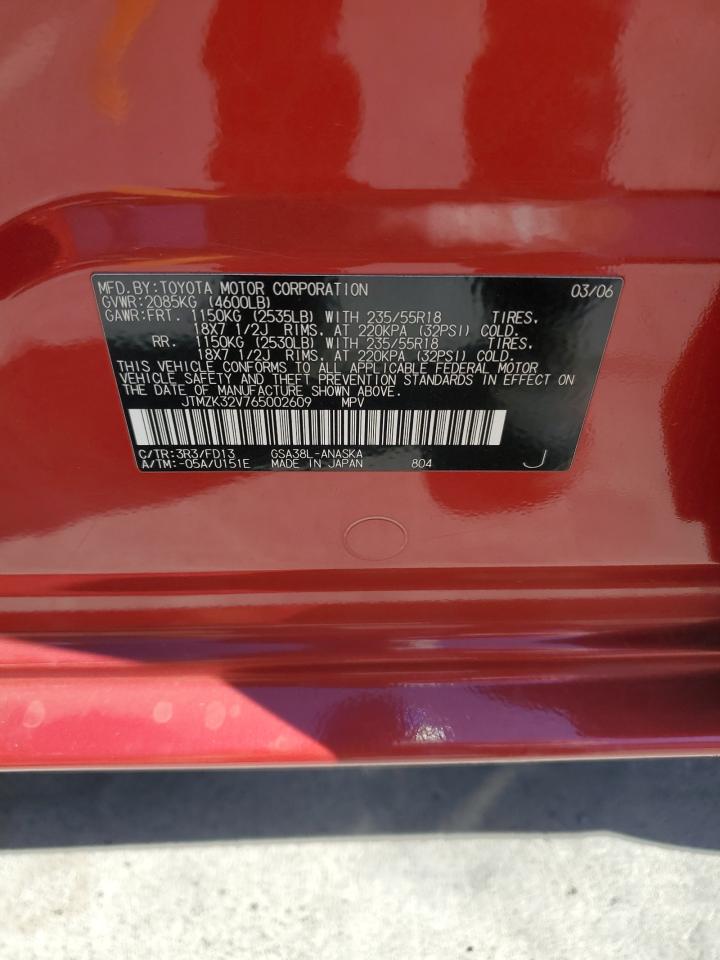 MFD.BY:TOYOTA MOTOR CORPORATION 03/06
GVWR:2085KG (4600LB)
GAWR:FRT. 1150KG (2535LB) WITH 235/55R18 TIRES,
18X7 1/2J RIMS, AT 220KPA (32PSI) COLD.
RR. 1150KG (2530LB) WITH 235/55R18 TIRES,
18X7 1/2J RIMS, AT 220KPA (32PSI) COLD.
THIS VEHICLE CONFORMS TO ALL APPLICABLE FEDERAL MOTOR
VEHICLE SAFETY AND THEFT PREVENTION STANDARDS IN EFFECT ON
THE DATE OF MANUFACTURE SHOWN ABOVE.
JTMZK32V765002609 MPV
C/TR:3R3/FD13 GSA38L-ANASKA
A/TM:-05A/U151E MADE IN JAPAN 804 J